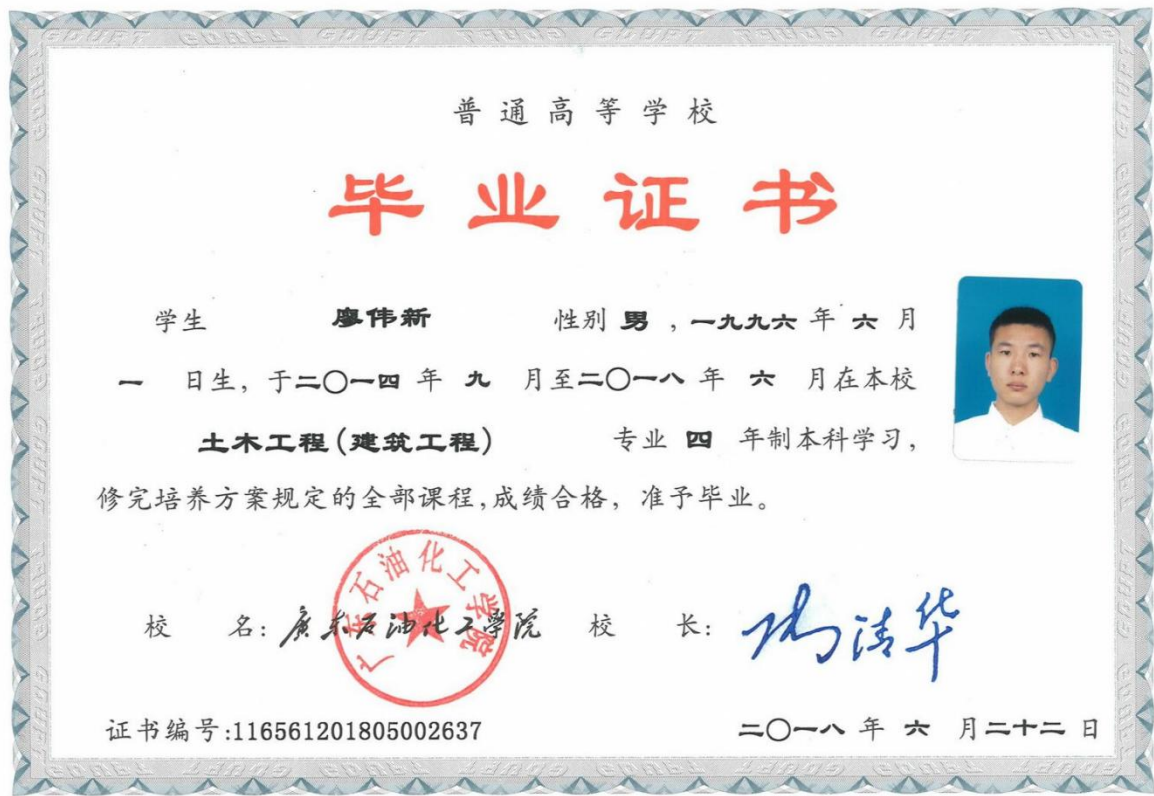 普通高等学校
毕业证书
学生 廖伟新 性别 男 ,一九九六 年 六 月
一 日生, 于二〇一四 年 九 月至二〇一八 年 六 月在本校
土木工程(建筑工程) 专业 四 年制本科学习,
修完培养方案规定的全部课程,成绩合格, 准予毕业。
广东石油化工学院
校 名: 廣东石油化工學院 校 长: 清华
证书编号:116561201805002637 二〇一八 年 六 月二十二 日